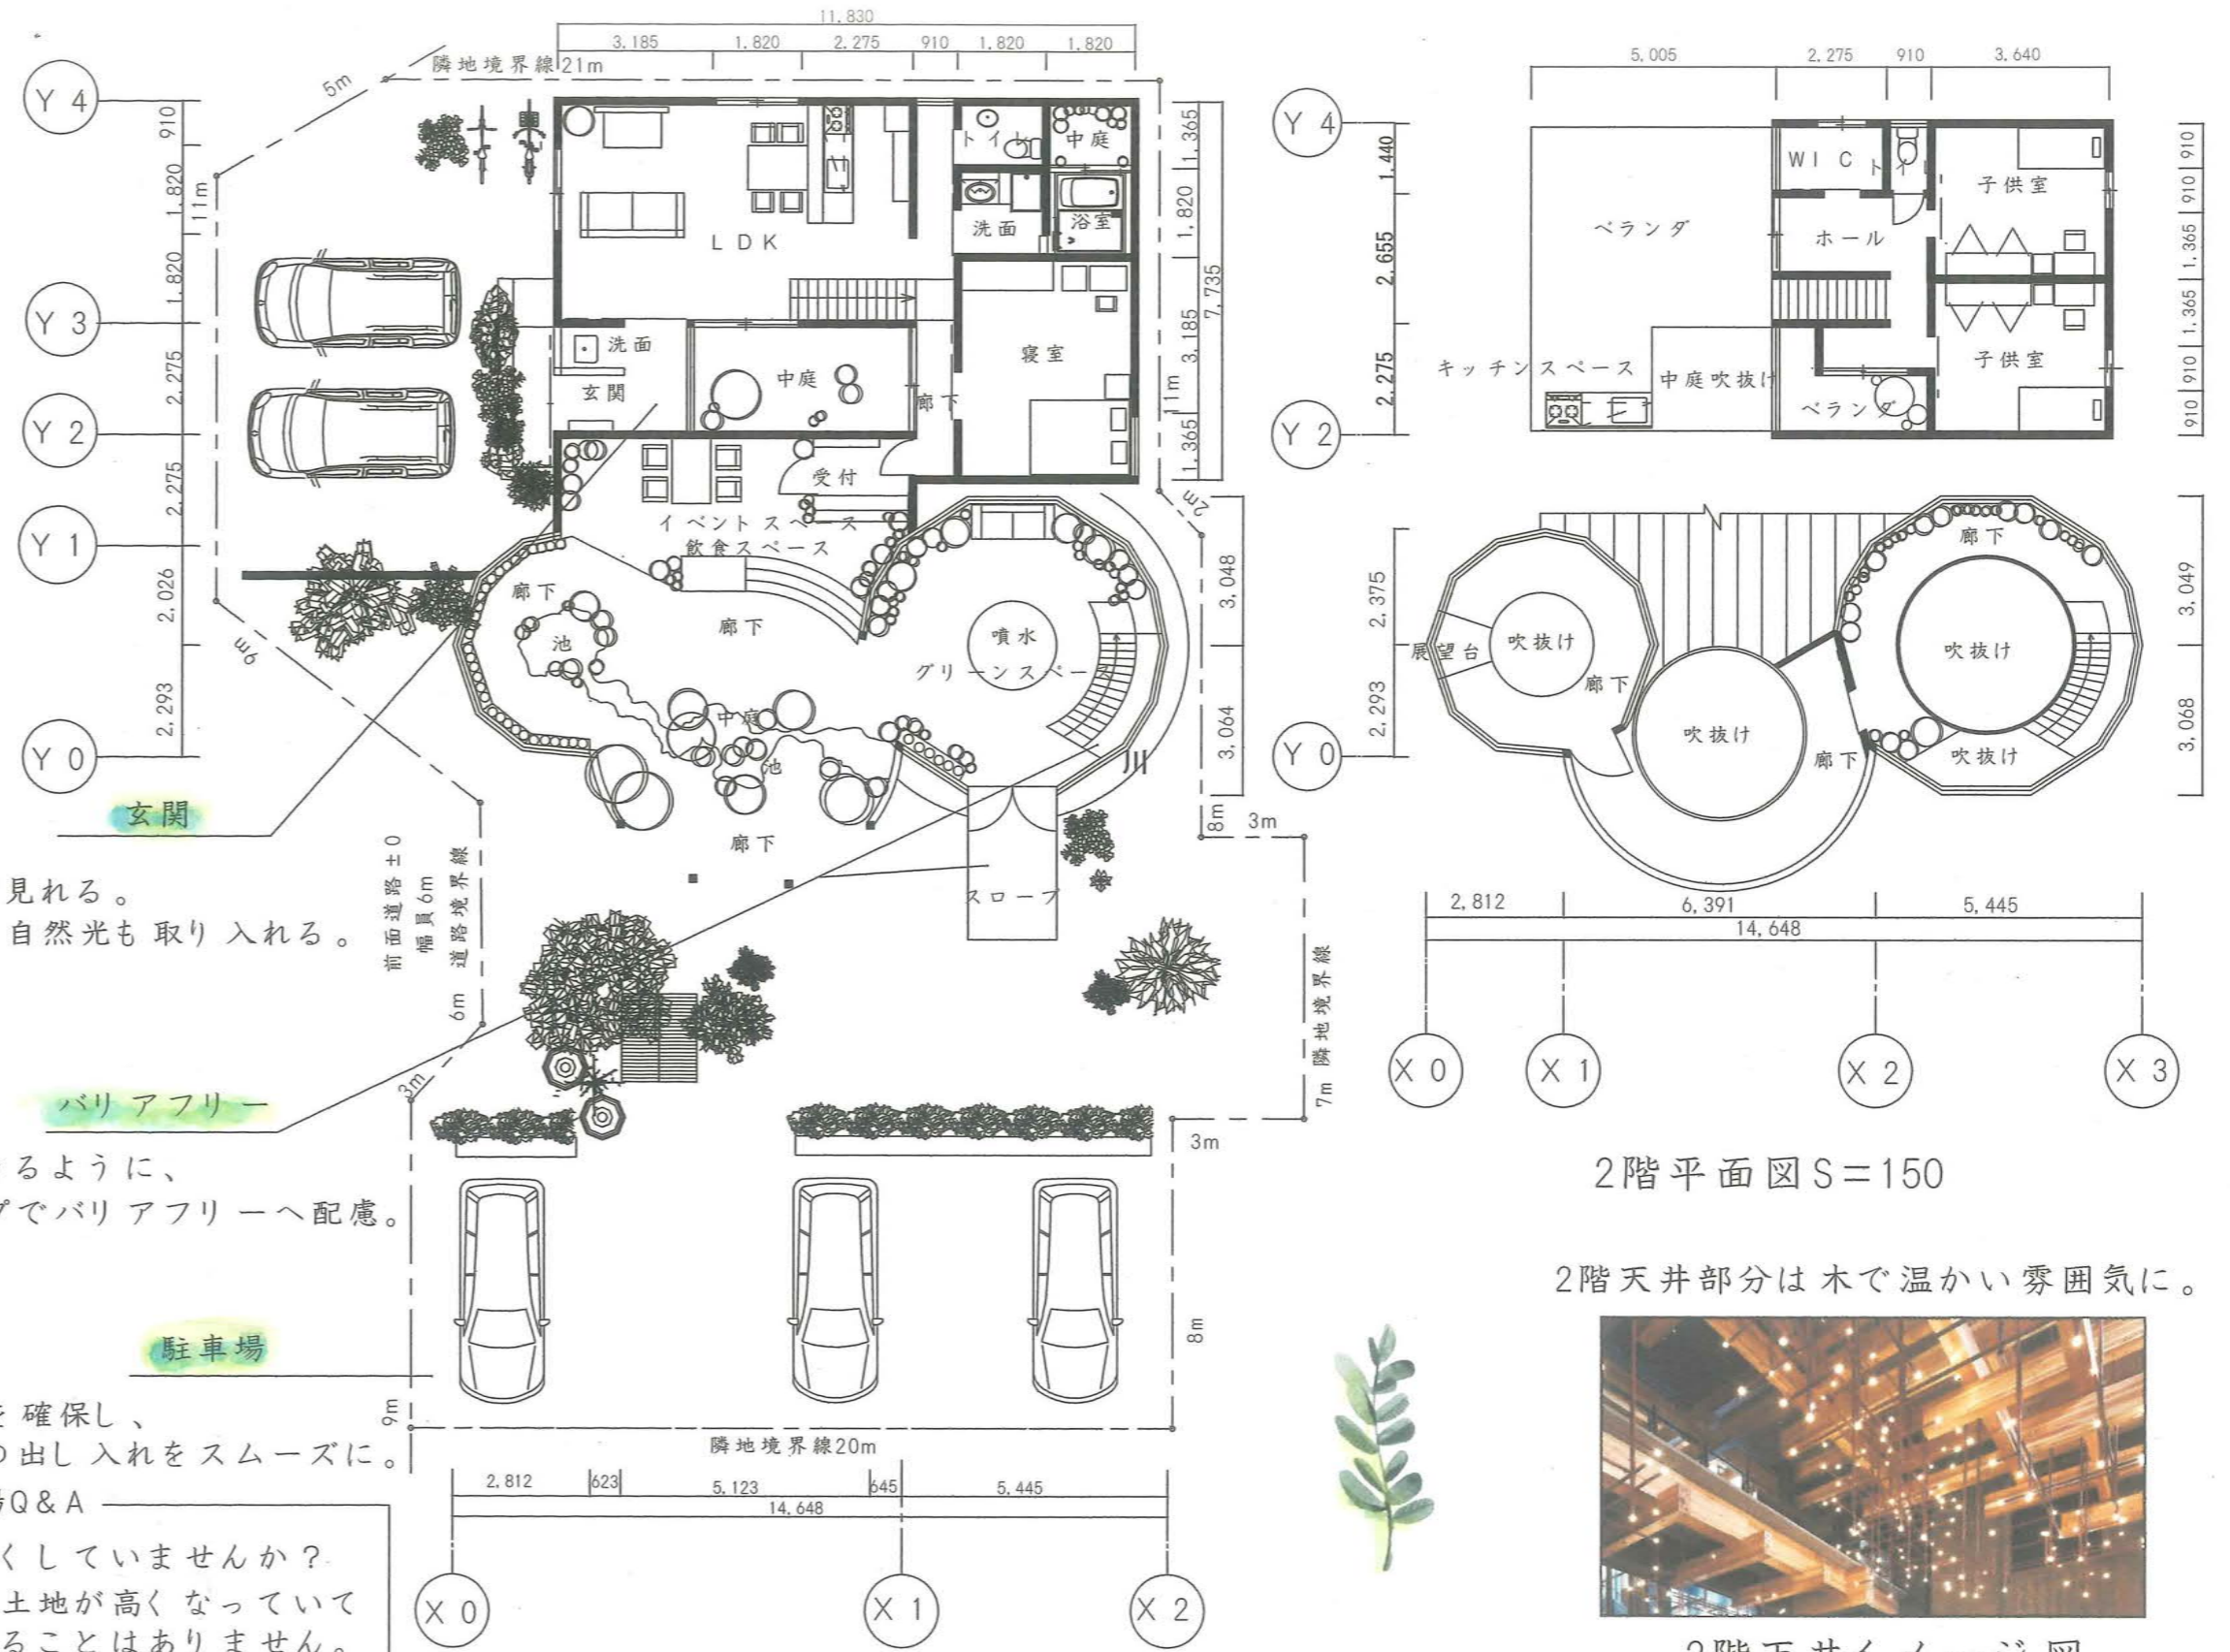 11,830
3,185
1,820
2,275
910
1,820
1,820
隣地境界線21m
5m
Y 4
Y 3
Y 2
Y 1
Y 0
910
1,820
1,820
2,275
2,275
2,026
2,293
11m
9m
トイレ
中庭
洗面
浴室
LDK
洗面
玄関
中庭
廊下
寝室
受付
イベントスペース
飲食スペース
廊下
廊下
池
噴水
グリーンスペース
中庭
池
廊下
川
スロープ
1,365
1,820
3,185
1,365
7,735
11m
2m
3,048
3,064
8m
3m
7m 隣地境界線
3m
8m
玄関
見れる。
自然光も取り入れる。
前面道路±0
幅員6m
道路境界線
6m
3m
バリアフリー
るように、
プでバリアフリーへ配慮。
駐車場
確保し、
出し入れをスムーズに。
9m
隣地境界線20m
Q&A
くしていませんか?
土地が高くなっていて
ることはありません。
2,812
623
5,123
645
5,445
14,648
X 0
X 1
X 2
5,005
2,275
910
3,640
Y 4
Y 2
Y 0
1,440
2,655
2,275
2,375
2,293
WIC
トイレ
子供室
ベランダ
ホール
キッチンスペース
中庭吹抜け
ベランダ
子供室
910
910
1,365
1,365
910
910
廊下
展望台
吹抜け
廊下
吹抜け
吹抜け
廊下
吹抜け
3,049
3,068
2,812
6,391
5,445
14,648
X 0
X 1
X 2
X 3
2階平面図S=150
2階天井部分は木で温かい雰囲気に。
2階天井イメージ図